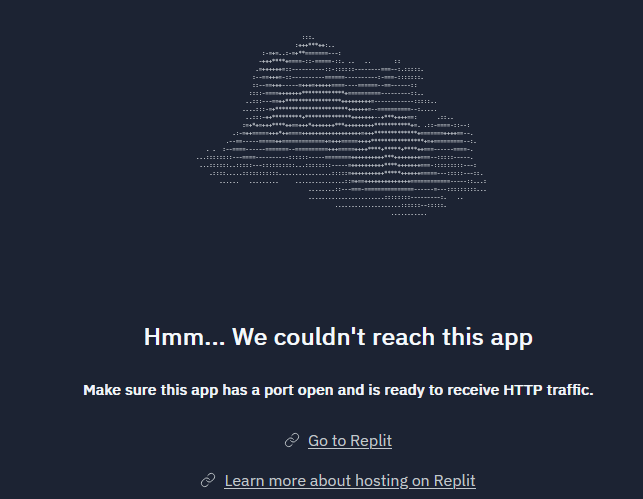 Hmm... We couldn't reach this app
Make sure this app has a port open and is ready to receive HTTP traffic.
Go to Replit
Learn more about hosting on Replit